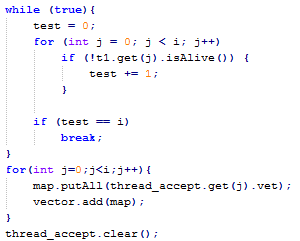 while (true){
test = 0;
for (int j = 0; j < i; j++)
if (!t1.get(j).isAlive()) {
test += 1;
}
if (test == i)
break;
}
for(int j=0;j<i;j++){
map.putAll(thread_accept.get(j).vet);
vector.add(map);
}
thread_accept.clear();